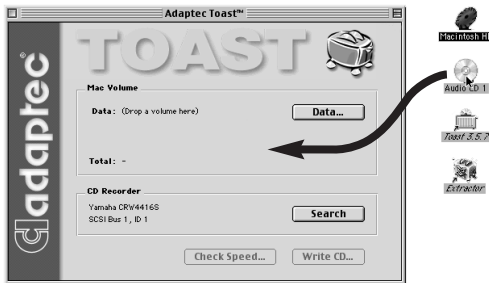 Adaptec Toast™
adaptec
TOAST
Mac Volume
Data: (Drop a volume here)
Data...
Total: -
CD Recorder
Yamaha CRW4416S
SCSI Bus 1, ID 1
Search
Check Speed...
Write CD...
Macintosh H
Audio CD 1
Toast 3.5.7
Extractor